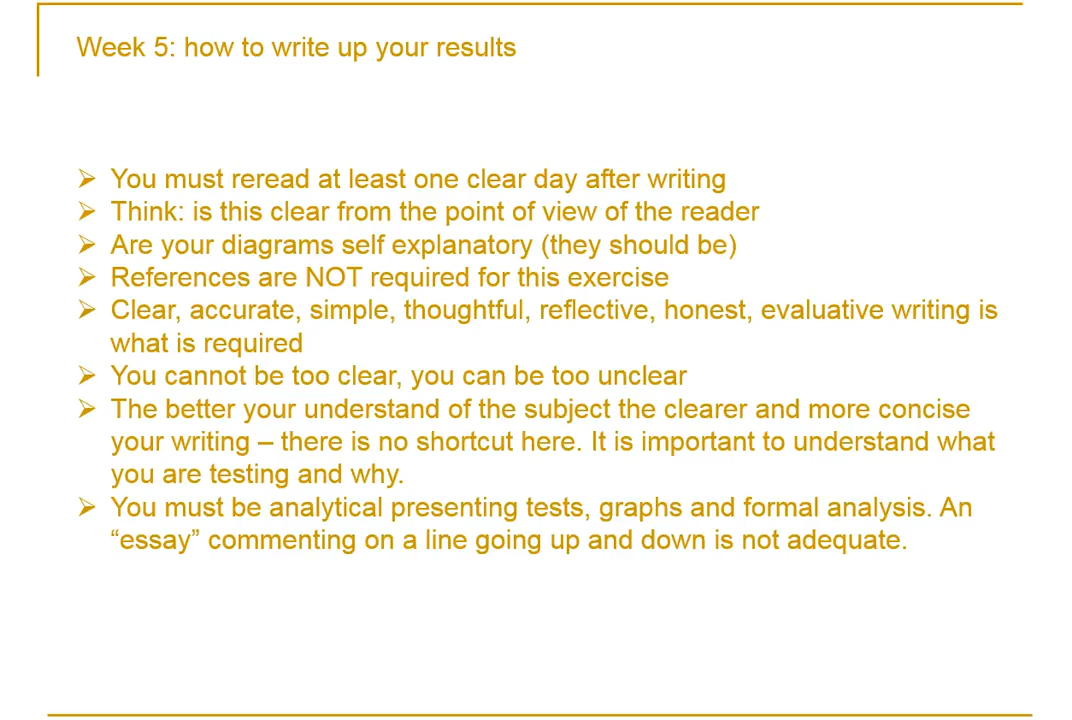 Week 5: how to write up your results
➢ You must reread at least one clear day after writing
➢ Think: is this clear from the point of view of the reader
➢ Are your diagrams self explanatory (they should be)
➢ References are NOT required for this exercise
➢ Clear, accurate, simple, thoughtful, reflective, honest, evaluative writing is
what is required
➢ You cannot be too clear, you can be too unclear
➢ The better your understand of the subject the clearer and more concise
your writing – there is no shortcut here. It is important to understand what
you are testing and why.
➢ You must be analytical presenting tests, graphs and formal analysis. An
“essay” commenting on a line going up and down is not adequate.